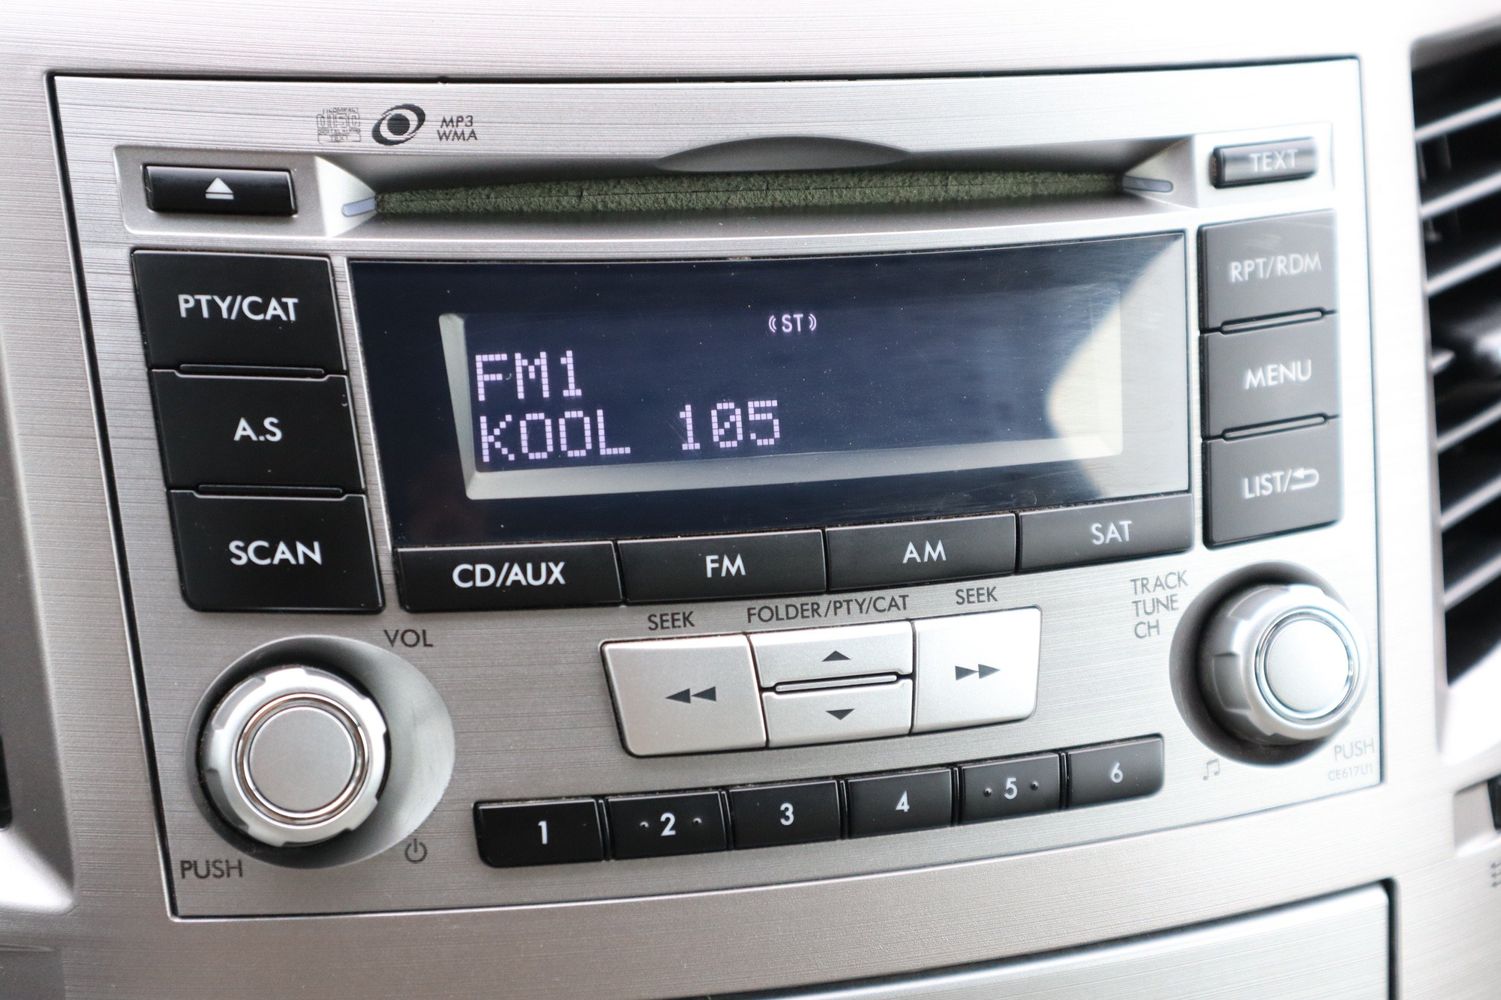 MP3
WMA
TEXT
PTY/CAT
A.S
SCAN
(ST)
FM1
KOOL 105
RPT/RDM
MENU
LIST/
CD/AUX
FM
AM
SAT
VOL
SEEK
FOLDER/PTY/CAT
SEEK
TRACK
TUNE
CH
PUSH
1
2
3
4
5
6
PUSH
CE617U1